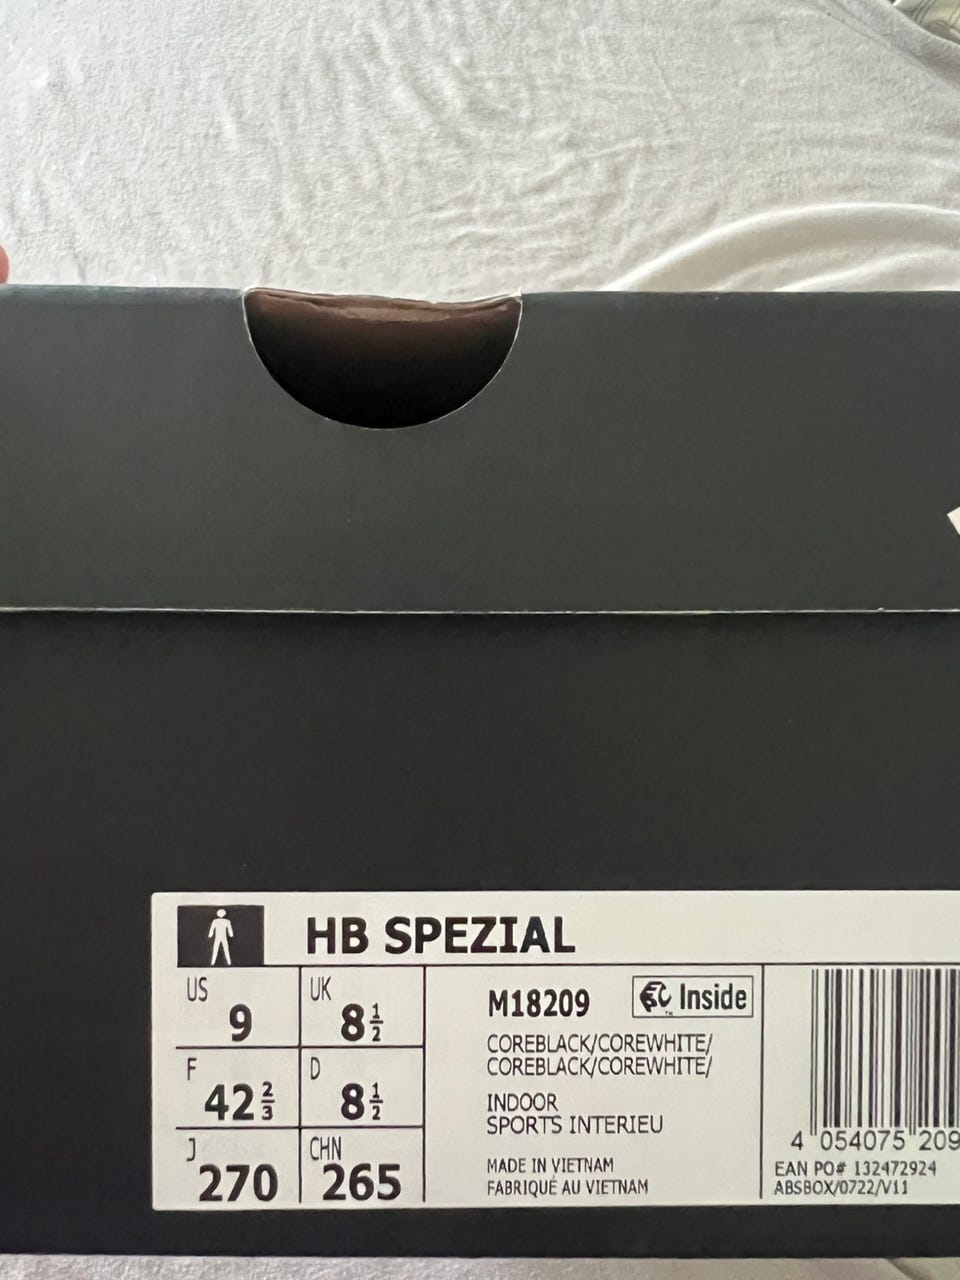 HB SPEZIAL
US 9
UK 8 1/2
F 42 2/3
D 8 1/2
J 270
CHN 265
M18209
Inside
COREBLACK/COREWHITE/
COREBLACK/COREWHITE/
INDOOR
SPORTS INTERIEU
MADE IN VIETNAM
FABRIQUÉ AU VIETNAM
4 054075 209
EAN PO# 132472924
ABSBOX/0722/V11